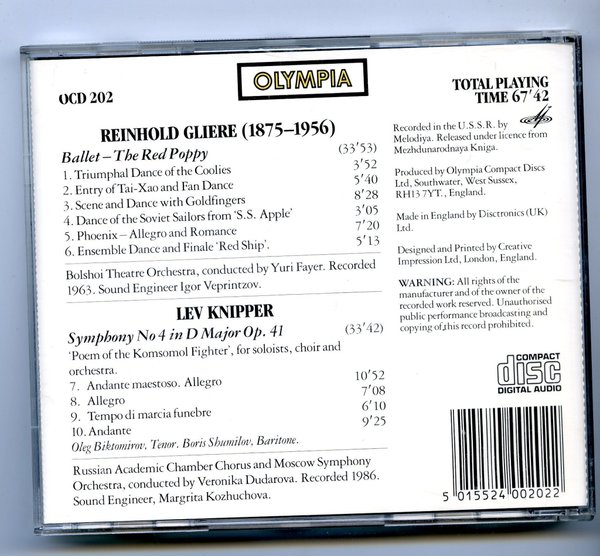 OLYMPIA
OCD 202
TOTAL PLAYING
TIME 67'42
REINHOLD GLIERE (1875–1956)
Ballet – The Red Poppy (33'53)
1. Triumphal Dance of the Coolies 3'52
2. Entry of Tai-Xao and Fan Dance 5'40
3. Scene and Dance with Goldfingers 8'28
4. Dance of the Soviet Sailors from 'S.S. Apple' 3'05
5. Phoenix – Allegro and Romance 7'20
6. Ensemble Dance and Finale 'Red Ship'. 5'13
Bolshoi Theatre Orchestra, conducted by Yuri Fayer. Recorded
1963. Sound Engineer Igor Veprintzov.
LEV KNIPPER
Symphony No 4 in D Major Op. 41 (33'42)
'Poem of the Komsomol Fighter', for soloists, choir and
orchestra.
7. Andante maestoso. Allegro 10'52
8. Allegro 7'08
9. Tempo di marcia funebre 6'10
10. Andante 9'25
Oleg Biktomirov, Tenor. Boris Shumilov, Baritone.
Russian Academic Chamber Chorus and Moscow Symphony
Orchestra, conducted by Veronika Dudarova. Recorded 1986.
Sound Engineer, Margrita Kozhuchova.
Recorded in the U.S.S.R. by
Melodiya. Released under licence from
Mezhdunarodnaya Kniga.
Produced by Olympia Compact Discs
Ltd, Southwater, West Sussex,
RH13 7YT., England.
Made in England by Disctronics (UK)
Ltd.
Designed and Printed by Creative
Impression Ltd, London, England.
WARNING: All rights of the
manufacturer and of the owner of the
recorded work reserved. Unauthorised
public performance broadcasting and
copying of, this record prohibited.
COMPACT
disc
DIGITAL AUDIO
5 015524 002022